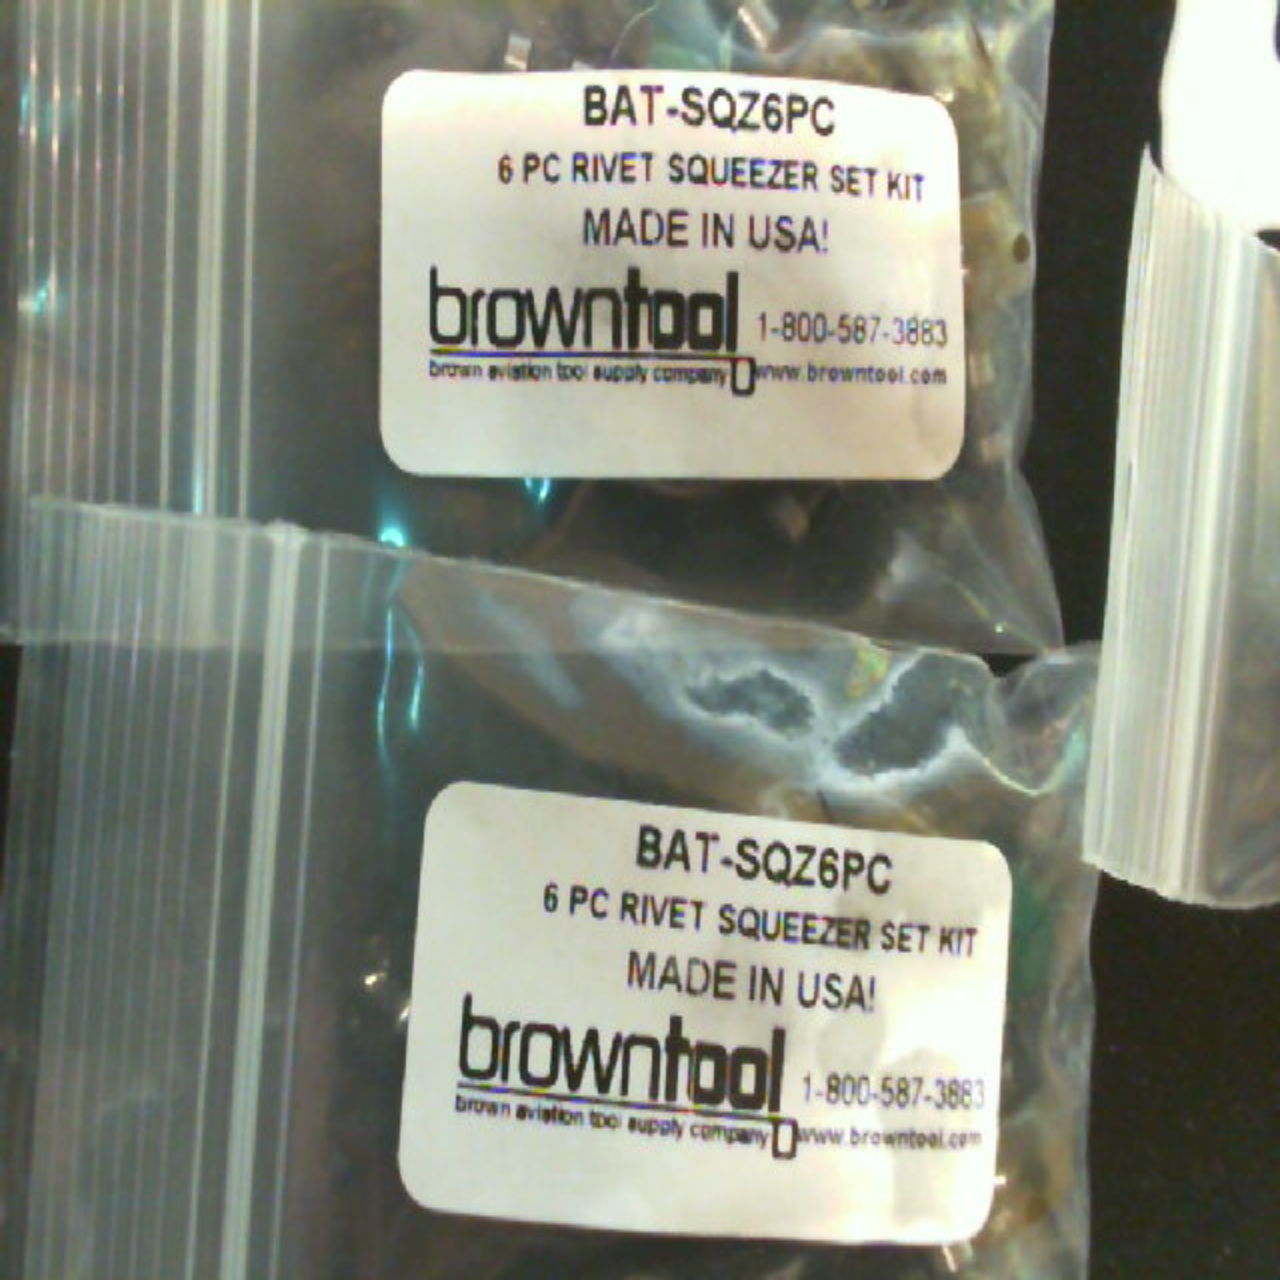 BAT-SQZ6PC
6 PC RIVET SQUEEZER SET KIT
MADE IN USA!
browntool 1-800-587-3883
brown aviation tool supply company www.browntool.com
BAT-SQZ6PC
6 PC RIVET SQUEEZER SET KIT
MADE IN USA!
browntool 1-800-587-3883
brown aviation tool supply company www.browntool.com